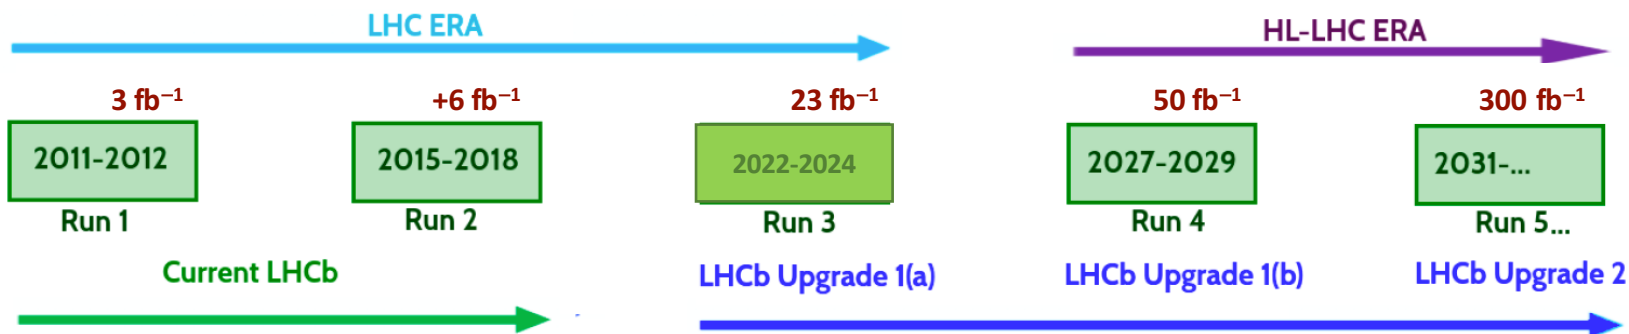 LHC ERA
HL-LHC ERA
3 fb⁻¹
+6 fb⁻¹
23 fb⁻¹
50 fb⁻¹
300 fb⁻¹
2011-2012
2015-2018
2022-2024
2027-2029
2031-...
Run 1
Run 2
Run 3
Run 4
Run 5...
Current LHCb
LHCb Upgrade 1(a)
LHCb Upgrade 1(b)
LHCb Upgrade 2